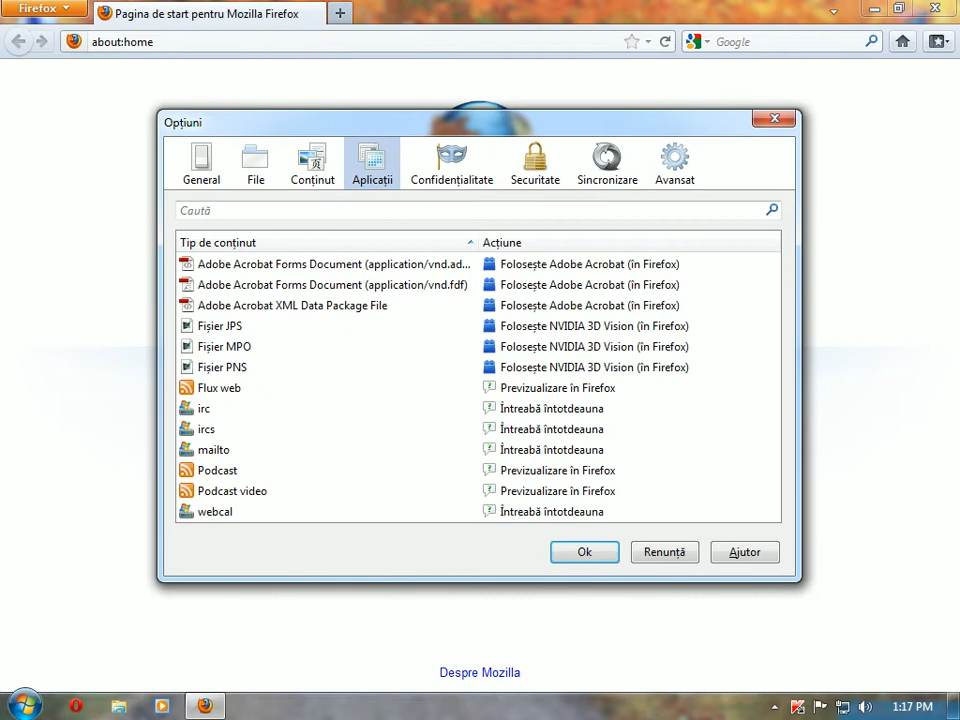 Firefox
Pagina de start pentru Mozilla Firefox
about:home
Google
Opțiuni
General
File
Conținut
Aplicații
Confidențialitate
Securitate
Sincronizare
Avansat
Caută
Tip de conținut
Acțiune
Adobe Acrobat Forms Document (application/vnd.ad...
Folosește Adobe Acrobat (în Firefox)
Adobe Acrobat Forms Document (application/vnd.fdf)
Folosește Adobe Acrobat (în Firefox)
Adobe Acrobat XML Data Package File
Folosește Adobe Acrobat (în Firefox)
Fișier JPS
Folosește NVIDIA 3D Vision (în Firefox)
Fișier MPO
Folosește NVIDIA 3D Vision (în Firefox)
Fișier PNS
Folosește NVIDIA 3D Vision (în Firefox)
Flux web
Previzualizare în Firefox
irc
Întreabă întotdeauna
ircs
Întreabă întotdeauna
mailto
Întreabă întotdeauna
Podcast
Previzualizare în Firefox
Podcast video
Previzualizare în Firefox
webcal
Întreabă întotdeauna
Ok
Renunță
Ajutor
Despre Mozilla
1:17 PM